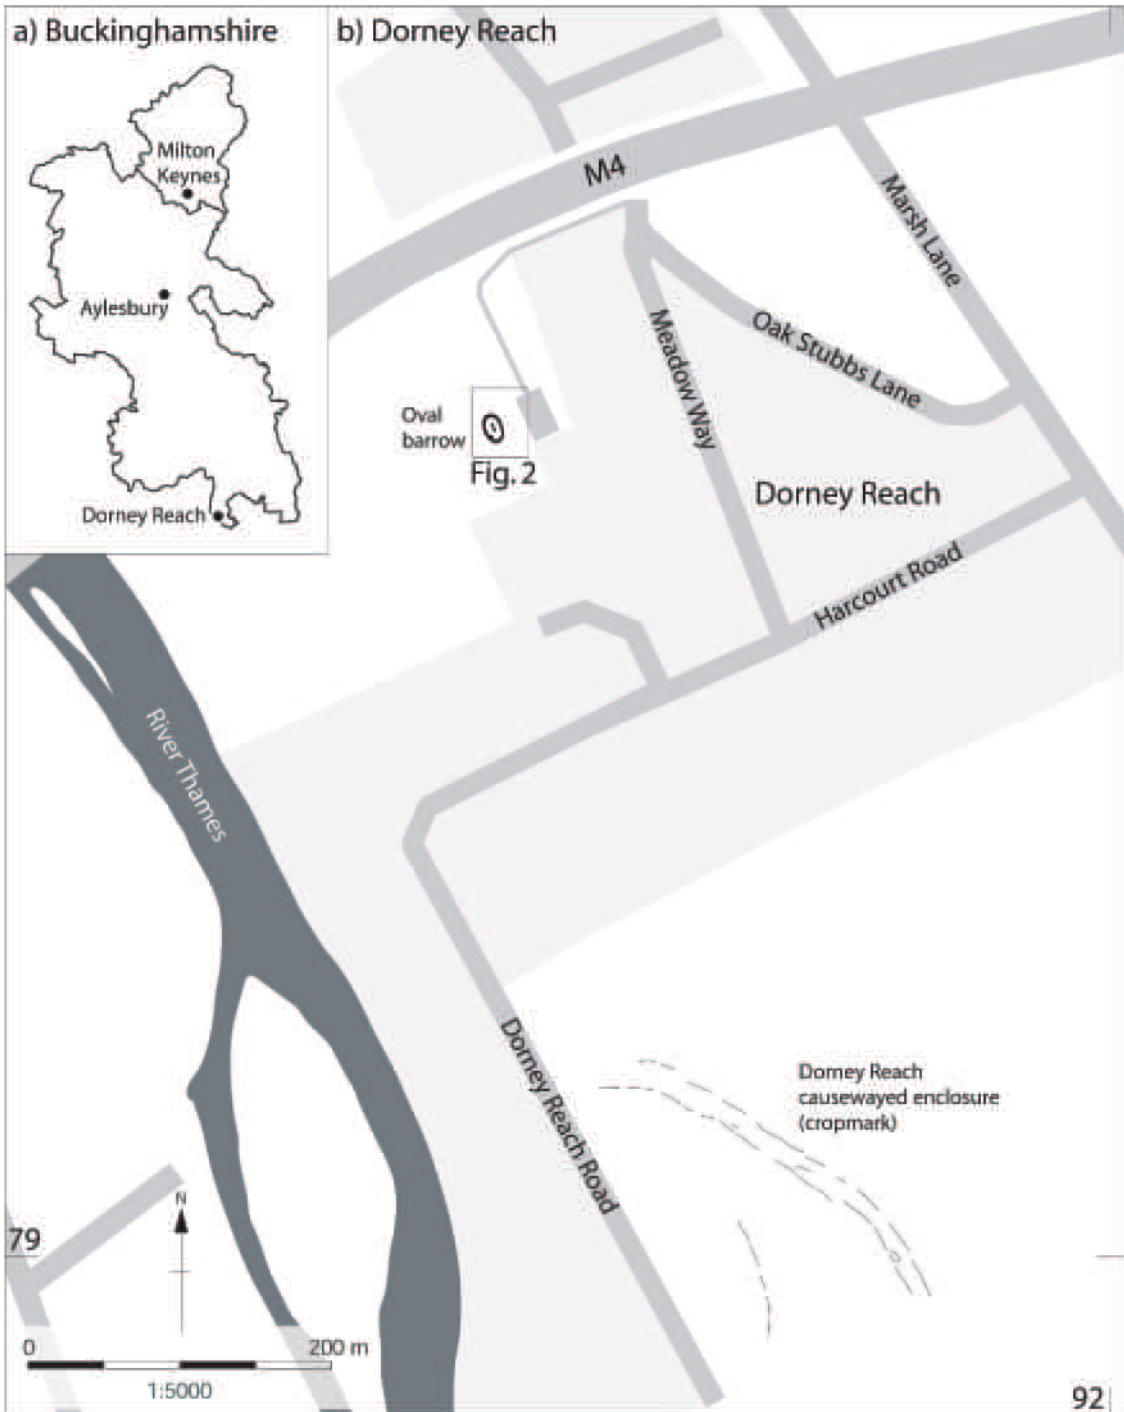 a) Buckinghamshire
b) Dorney Reach
Milton
Keynes
Aylesbury
Dorney Reach
M4
Marsh Lane
Oak Stubbs Lane
Meadow Way
Oval
barrow
Fig. 2
Dorney Reach
Harcourt Road
River Thames
Dorney Reach Road
Dorney Reach
causewayed enclosure
(cropmark)
N
79
0 200 m
1:5000
92